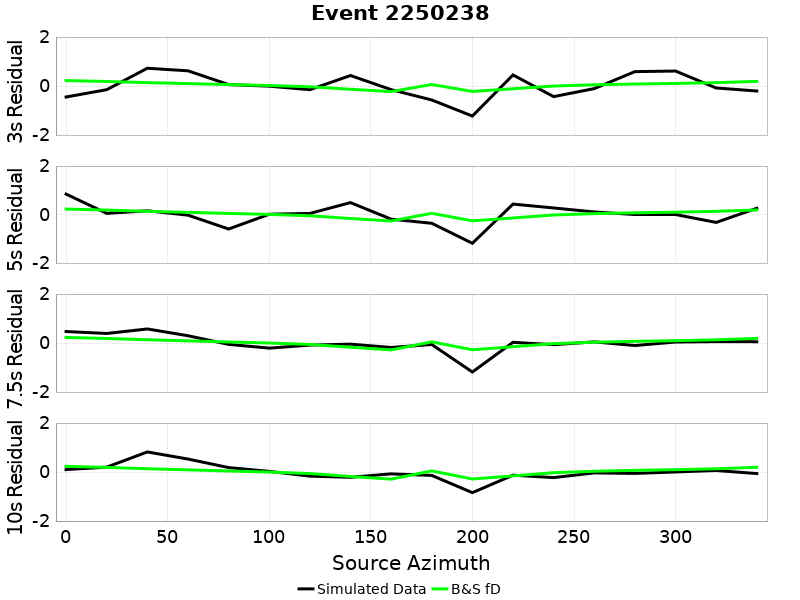 Event 2250238
3s Residual
2
0
-2
5s Residual
2
0
-2
7.5s Residual
2
0
-2
10s Residual
2
0
-2
0 50 100 150 200 250 300
Source Azimuth
Simulated Data B&S fD